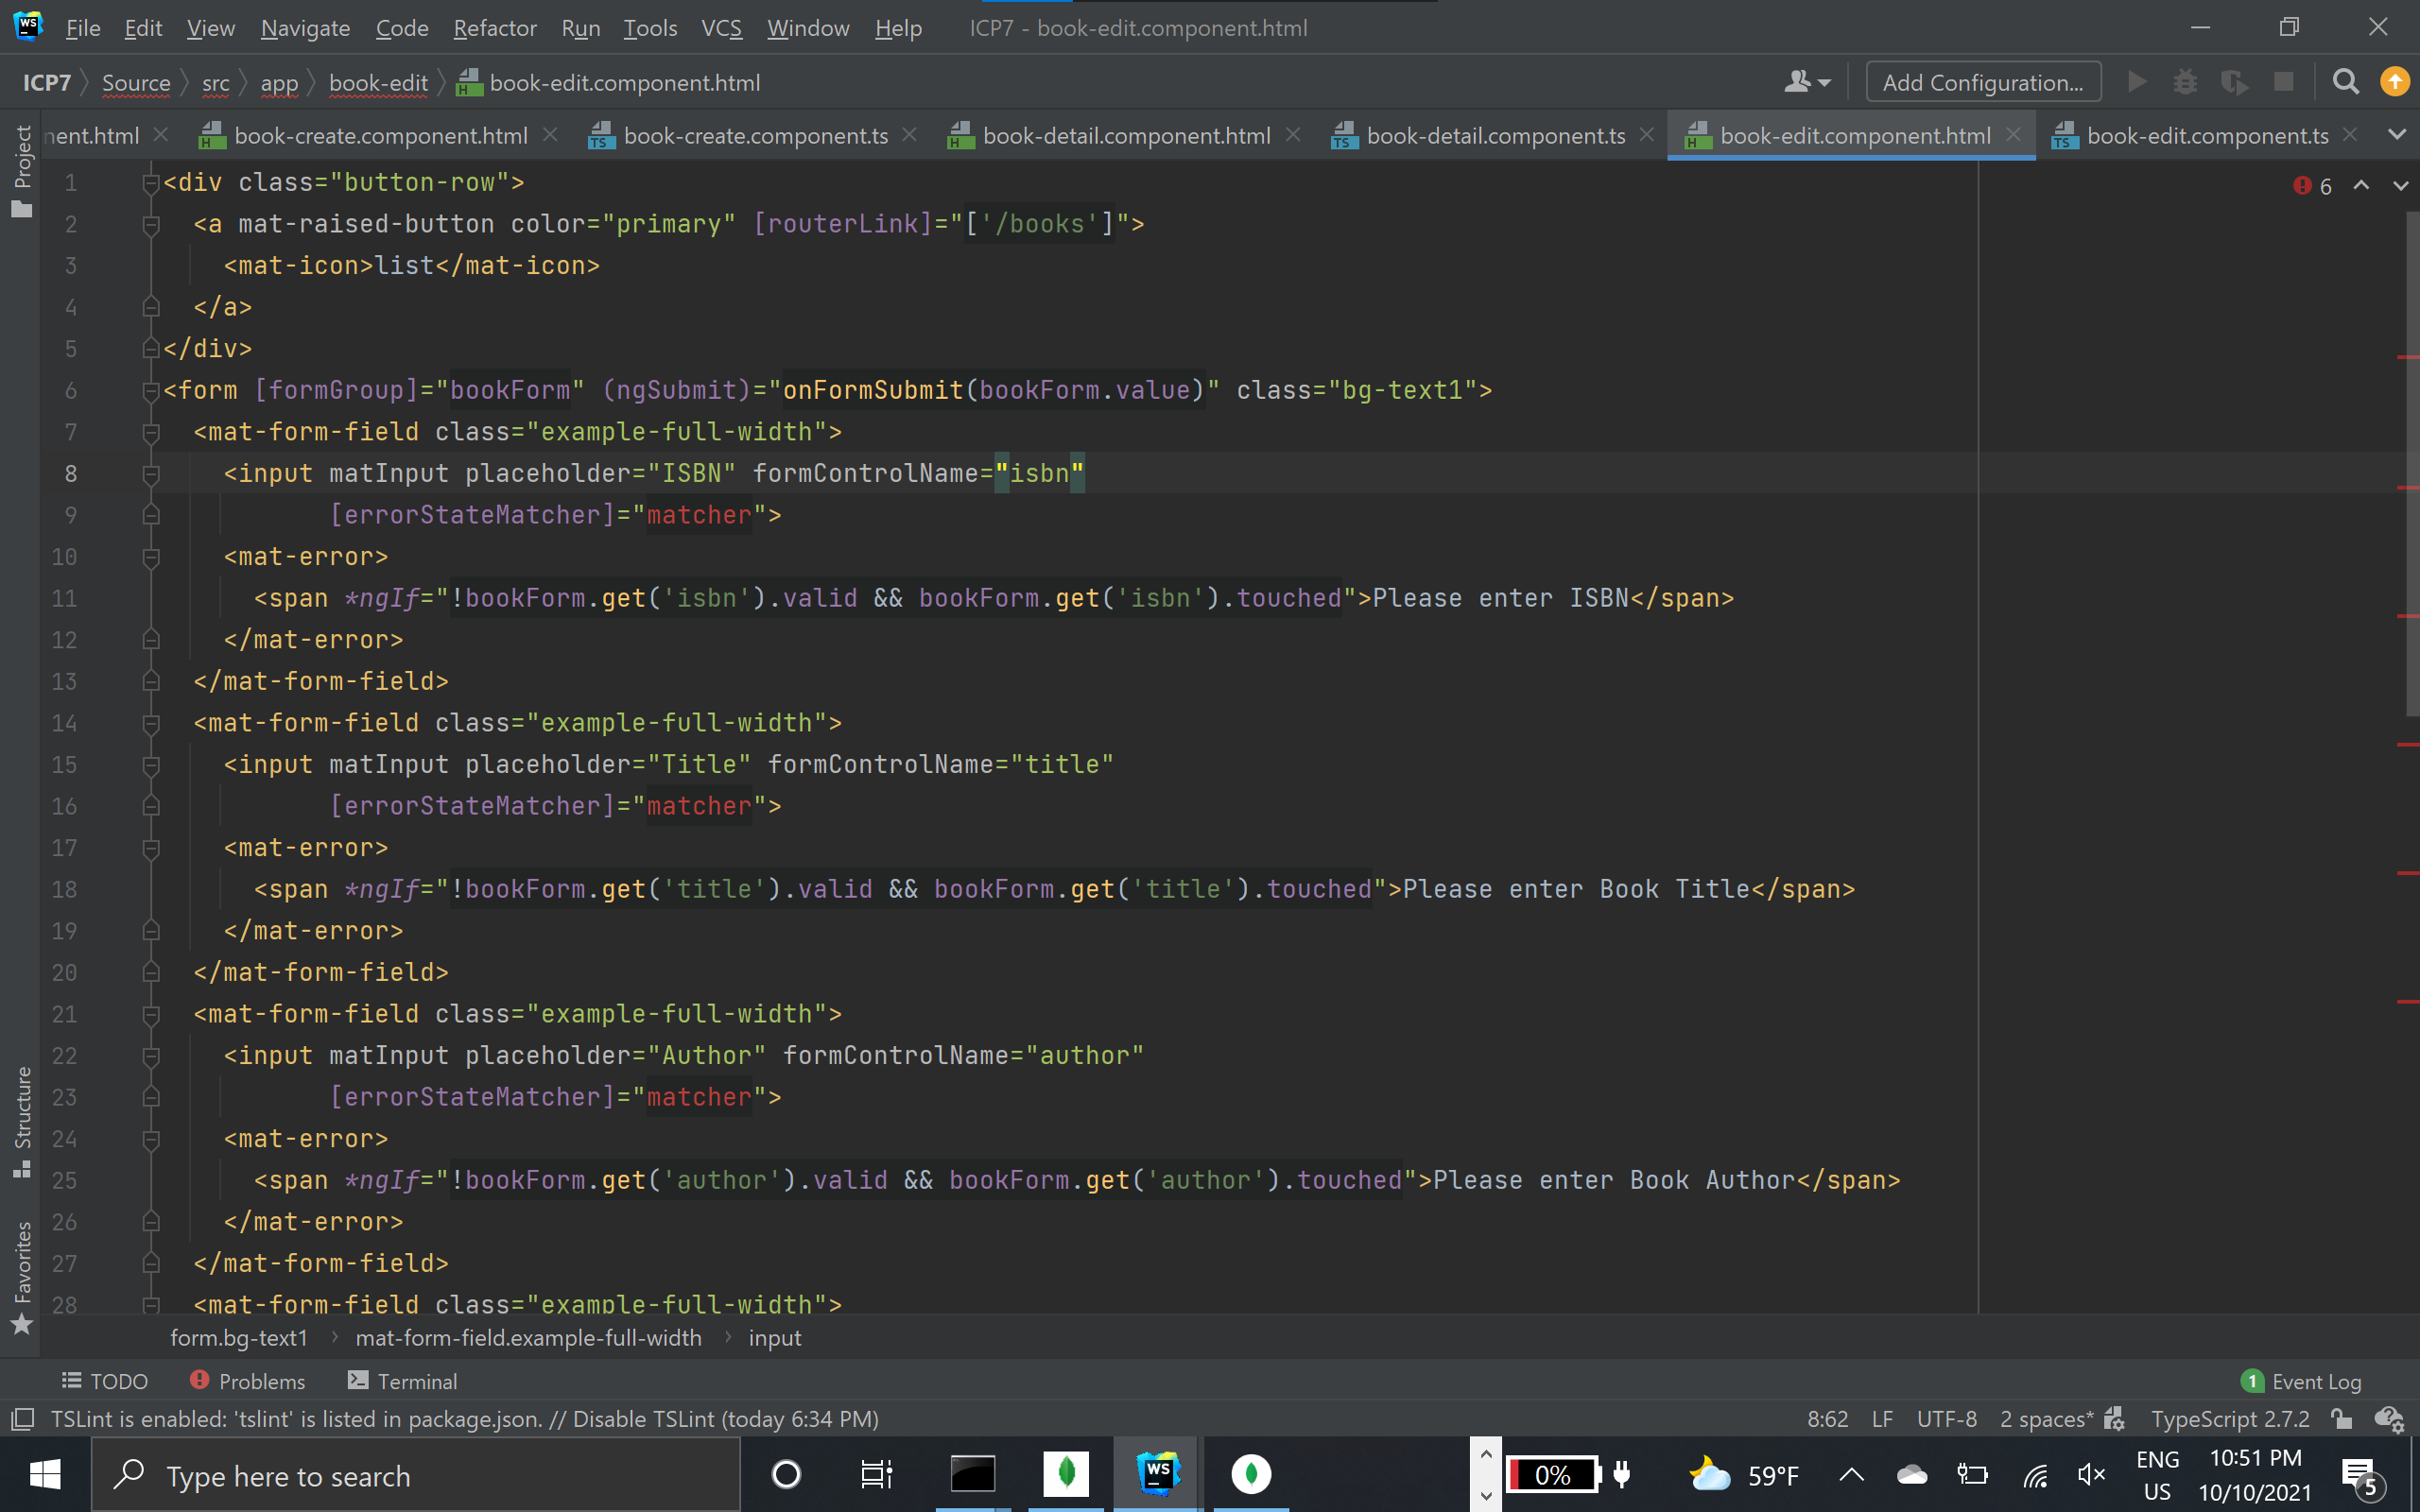 WS File Edit View Navigate Code Refactor Run Tools VCS Window Help ICP7 - book-edit.component.html
ICP7 Source src app book-edit book-edit.component.html Add Configuration...
nent.html book-create.component.html book-create.component.ts book-detail.component.html book-detail.component.ts book-edit.component.html book-edit.component.ts
Project
6
1 <div class="button-row">
2 <a mat-raised-button color="primary" [routerLink]="['/books']">
3 <mat-icon>list</mat-icon>
4 </a>
5 </div>
6 <form [formGroup]="bookForm" (ngSubmit)="onFormSubmit(bookForm.value)" class="bg-text1">
7 <mat-form-field class="example-full-width">
8 <input matInput placeholder="ISBN" formControlName="isbn"
9 [errorStateMatcher]="matcher">
10 <mat-error>
11 <span *ngIf="!bookForm.get('isbn').valid && bookForm.get('isbn').touched">Please enter ISBN</span>
12 </mat-error>
13 </mat-form-field>
14 <mat-form-field class="example-full-width">
15 <input matInput placeholder="Title" formControlName="title"
16 [errorStateMatcher]="matcher">
17 <mat-error>
18 <span *ngIf="!bookForm.get('title').valid && bookForm.get('title').touched">Please enter Book Title</span>
19 </mat-error>
20 </mat-form-field>
21 <mat-form-field class="example-full-width">
22 <input matInput placeholder="Author" formControlName="author"
23 [errorStateMatcher]="matcher">
24 <mat-error>
25 <span *ngIf="!bookForm.get('author').valid && bookForm.get('author').touched">Please enter Book Author</span>
26 </mat-error>
27 </mat-form-field>
28 <mat-form-field class="example-full-width">
Structure
Favorites
form.bg-text1 mat-form-field.example-full-width input
TODO Problems Terminal 1 Event Log
TSLint is enabled: 'tslint' is listed in package.json. // Disable TSLint (today 6:34 PM) 8:62 LF UTF-8 2 spaces* TypeScript 2.7.2
Type here to search WS 0% 59°F ENG US 10:51 PM 10/10/2021 5